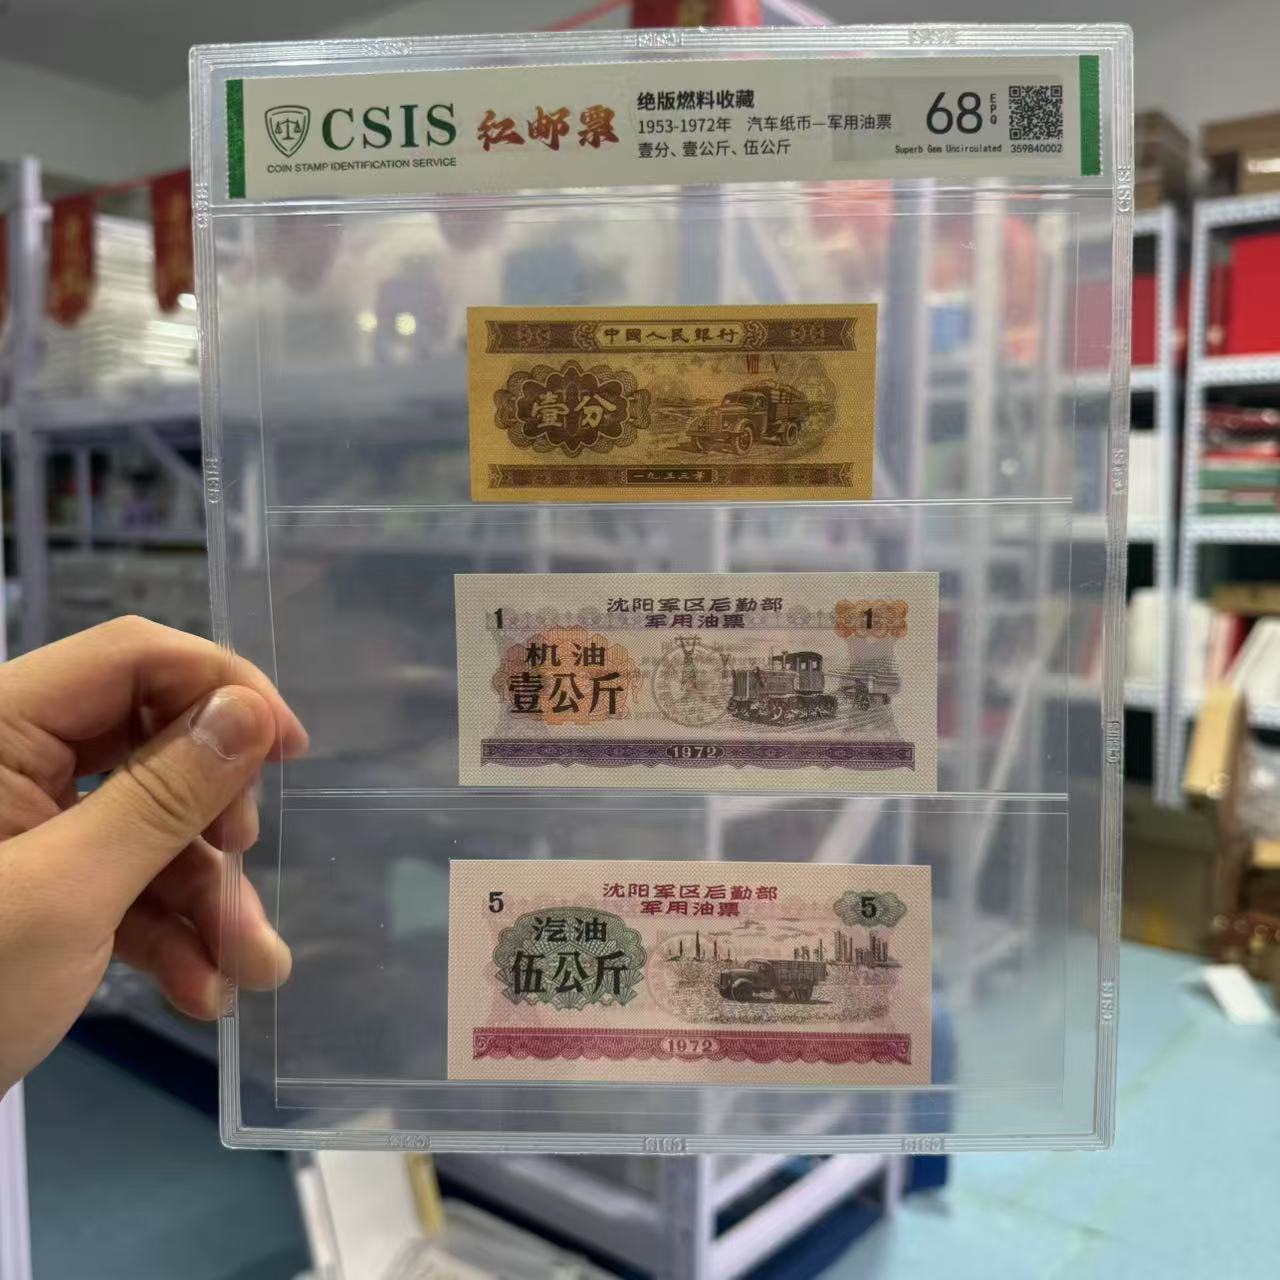 CSIS
COIN STAMP IDENTIFICATION SERVICE
红邮票
绝版燃料收藏
1953-1972年 汽车纸币—军用油票
壹分、壹公斤、伍公斤
68
EPQ
Superb Gem Uncirculated 359840002
中國人民銀行
VIII V
壹分
一九五三年
沈阳军区后勤部
军用油票
1
1
机油
壹公斤
1972
沈阳军区后勤部
军用油票
5
5
汽油
伍公斤
1972